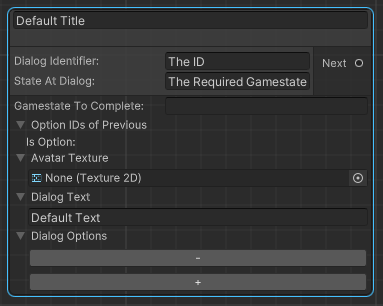 Default Title
Dialog Identifier: The ID
Next
State At Dialog: The Required Gamestate
Gamestate To Complete:
Option IDs of Previous
Is Option:
Avatar Texture
None (Texture 2D)
Dialog Text
Default Text
Dialog Options
-
+